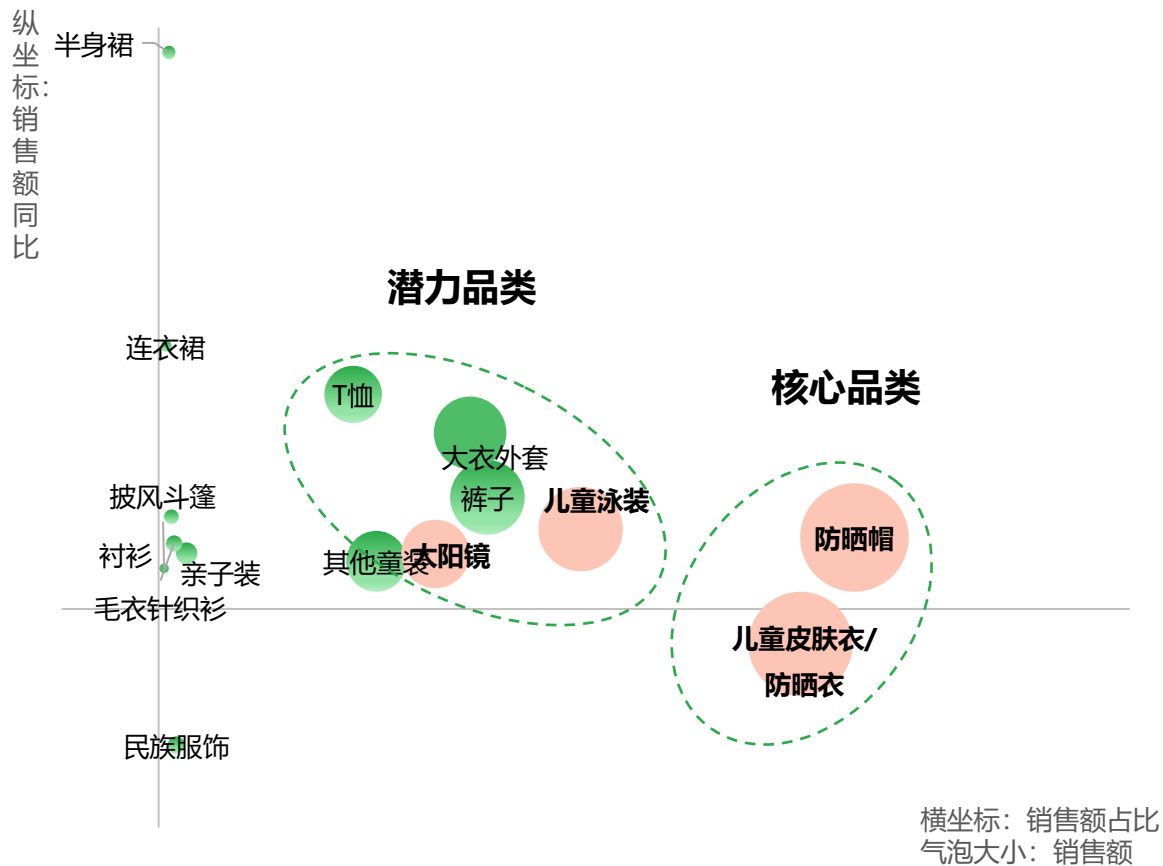 纵坐标：销售额同比
半身裙
潜力品类
连衣裙
核心品类
T恤
大衣外套
披风斗篷
裤子
儿童泳装
防晒帽
衬衫
其他童装
太阳镜
亲子装
毛衣针织衫
儿童皮肤衣/
防晒衣
民族服饰
横坐标：销售额占比
气泡大小：销售额